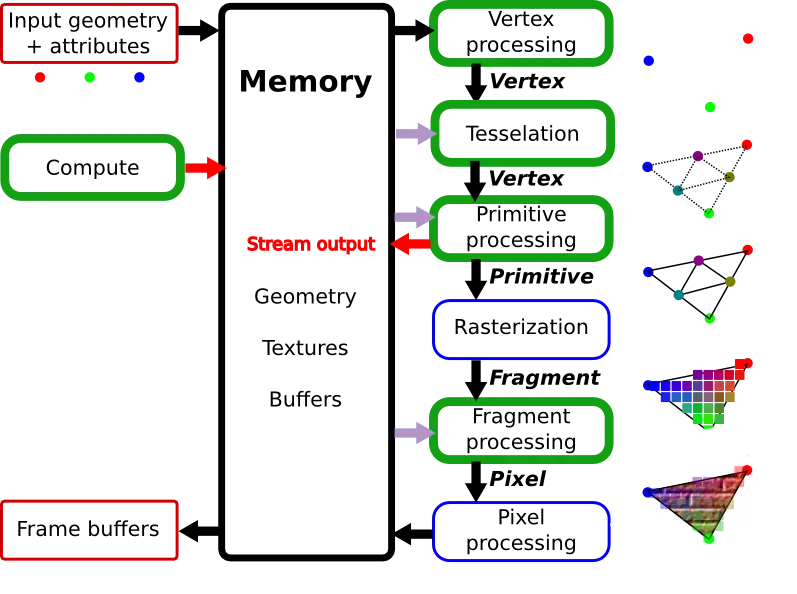 Input geometry
+ attributes
Compute
Frame buffers
Memory
Stream output
Geometry
Textures
Buffers
Vertex
processing
Vertex
Tesselation
Vertex
Primitive
processing
Primitive
Rasterization
Fragment
Fragment
processing
Pixel
Pixel
processing